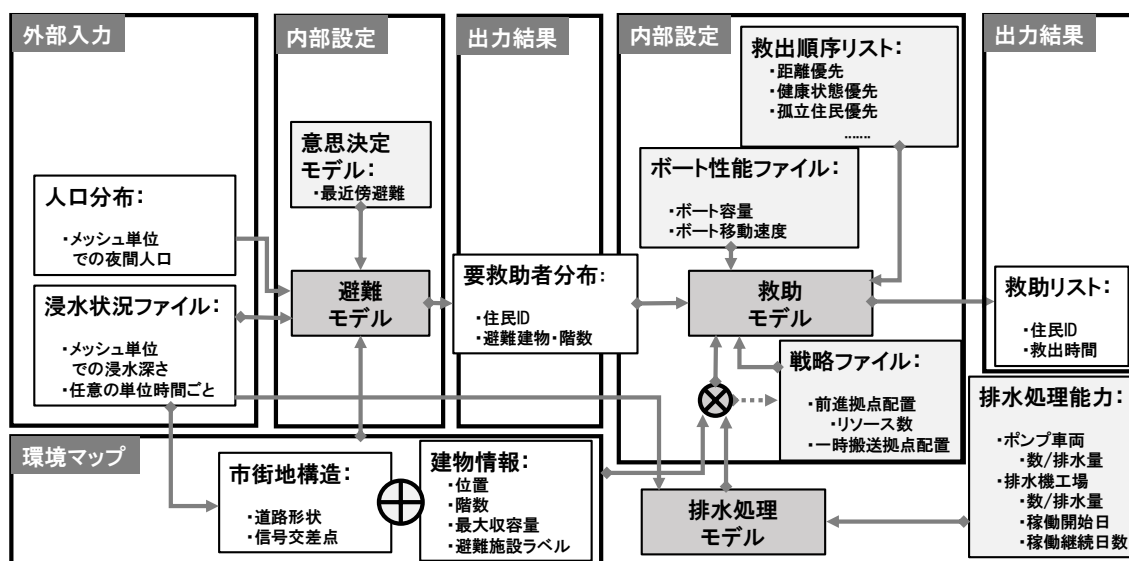 外部入力
人口分布：
・メッシュ単位
での夜間人口
浸水状況ファイル：
・メッシュ単位
での浸水深さ
・任意の単位時間ごと
内部設定
意思決定
モデル：
・最近傍避難
避難
モデル
出力結果
要救助者分布：
・住民ID
・避難建物・階数
内部設定
救出順序リスト：
・距離優先
・健康状態優先
・孤立住民優先
.......
ボート性能ファイル：
・ボート容量
・ボート移動速度
救助
モデル
戦略ファイル：
・前進拠点配置
・リソース数
・一時搬送拠点配置
出力結果
救助リスト：
・住民ID
・救出時間
環境マップ
市街地構造：
・道路形状
・信号交差点
建物情報：
・位置
・階数
・最大収容量
・避難施設ラベル
排水処理
モデル
排水処理能力：
・ポンプ車両
・数/排水量
・排水機工場
・数/排水量
・稼働開始日
・稼働継続日数